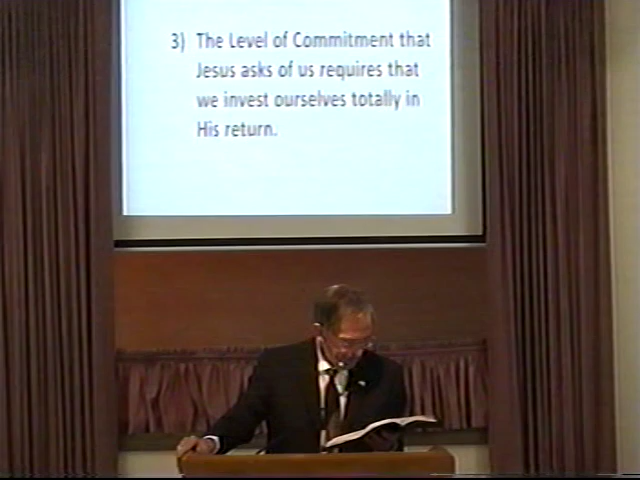 3) The Level of Commitment that
Jesus asks of us requires that
we invest ourselves totally in
His return.